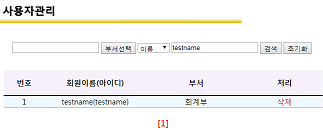 사용자관리
부서선택 이름 testname 검색 초기화
번호 회원이름(아이디) 부서 처리
1 testname(testname) 회계부 삭제
[1]